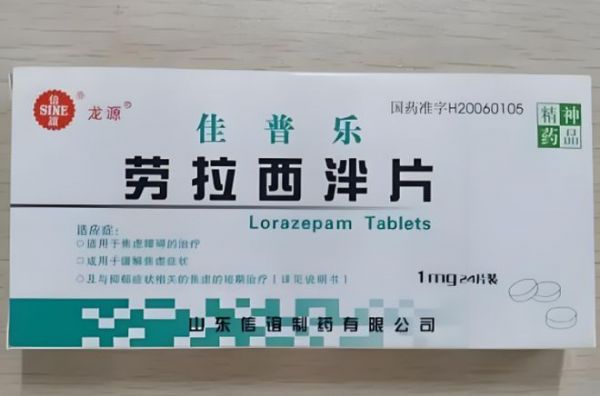 信
SINE
谊
龙源®
国药准字H20060105
精神
药品
佳普乐
劳拉西泮片
Lorazepam Tablets
适应症:
○适用于焦虑障碍的治疗
○或用于缓解焦虑症状
○及与抑郁症状相关的焦虑的短期治疗(详见说明书)
1mg 24片装
山东信谊制药有限公司